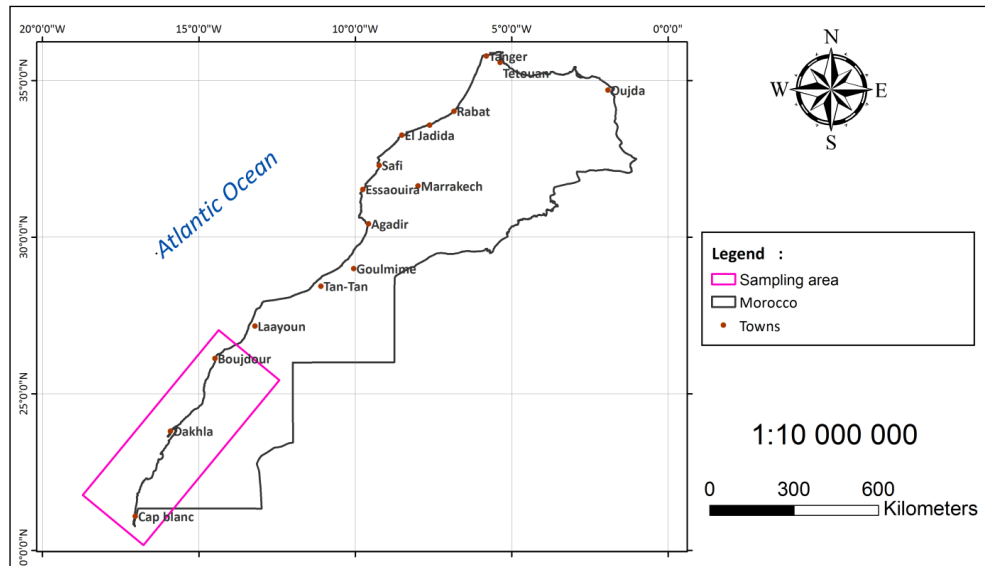 20°0'0"W 15°0'0"W 10°0'0"W 5°0'0"W 0°0'0"
35°0'0"N
30°0'0"N
25°0'0"N
0°0'0"N
Tanger
Tetouan
Oujda
Rabat
El Jadida
Safi
Marrakech
Essaouira
Agadir
Goulmime
Tan-Tan
Laayoun
Boujdour
Dakhla
Cap blanc
Atlantic Ocean
N
W E
S
Legend :
Sampling area
Morocco
Towns
1:10 000 000
0 300 600
Kilometers